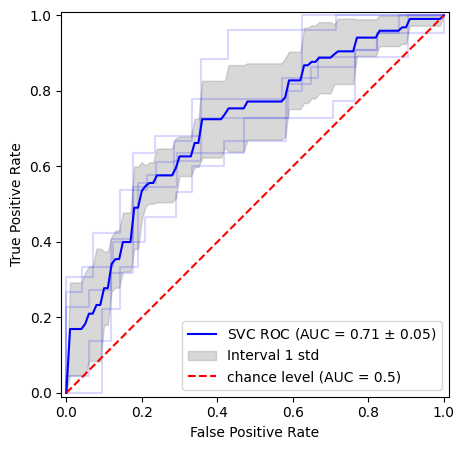 1.0
0.8
0.6
0.4
0.2
0.0
True Positive Rate
SVC ROC (AUC = 0.71 ± 0.05)
Interval 1 std
chance level (AUC = 0.5)
0.0 0.2 0.4 0.6 0.8 1.0
False Positive Rate